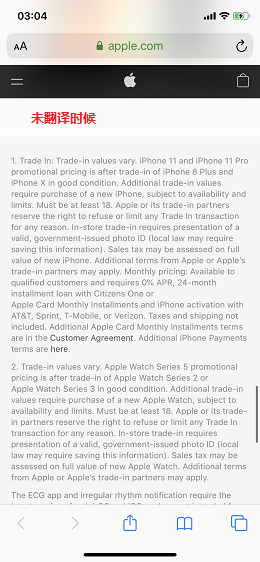 03:04
AA
apple.com
未翻译时候
1. Trade In: Trade-in values vary. iPhone 11 and iPhone 11 Pro
promotional pricing is after trade-in of iPhone 8 Plus and
iPhone X in good condition. Additional trade-in values
require purchase of a new iPhone, subject to availability and
limits. Must be at least 18. Apple or its trade-in partners
reserve the right to refuse or limit any Trade In transaction
for any reason. In-store trade-in requires presentation of a
valid, government-issued photo ID (local law may require
saving this information). Sales tax may be assessed on full
value of new iPhone. Additional terms from Apple or Apple's
trade-in partners may apply. Monthly pricing: Available to
qualified customers and requires 0% APR, 24-month
installment loan with Citizens One or
Apple Card Monthly Installments and iPhone activation with
AT&T, Sprint, T-Mobile, or Verizon. Taxes and shipping not
included. Additional Apple Card Monthly Installments terms
are in the Customer Agreement. Additional iPhone Payments
terms are here.
2. Trade-in values vary. Apple Watch Series 5 promotional
pricing is after trade-in of Apple Watch Series 2 or
Apple Watch Series 3 in good condition. Additional trade-in
values require purchase of a new Apple Watch, subject to
availability and limits. Must be at least 18. Apple or its trade-
in partners reserve the right to refuse or limit any Trade In
transaction for any reason. In-store trade-in requires
presentation of a valid, government-issued photo ID (local
law may require saving this information). Sales tax may be
assessed on full value of new Apple Watch. Additional terms
from Apple or Apple's trade-in partners may apply.
The ECG app and irregular rhythm notification require the